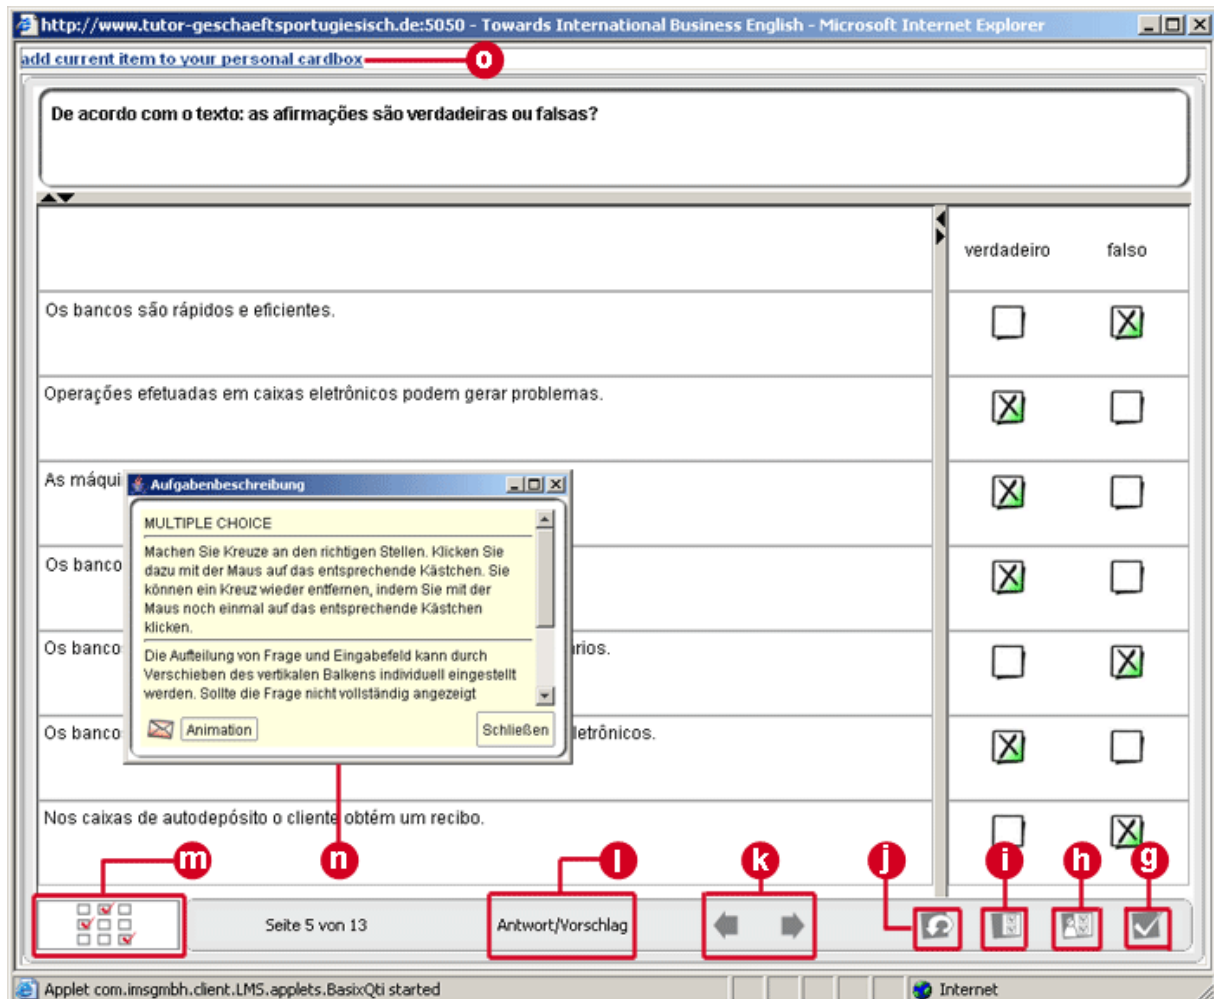 http://www.tutor-geschaeftsportugiesisch.de:5050 - Towards International Business English - Microsoft Internet Explorer
add current item to your personal cardbox
o
De acordo com o texto: as afirmações são verdadeiras ou falsas?
verdadeiro falso
Os bancos são rápidos e eficientes.
Operações efetuadas em caixas eletrônicos podem gerar problemas.
As máqui
Aufgabenbeschreibung
MULTIPLE CHOICE
Machen Sie Kreuze an den richtigen Stellen. Klicken Sie
dazu mit der Maus auf das entsprechende Kästchen. Sie
können ein Kreuz wieder entfernen, indem Sie mit der
Maus noch einmal auf das entsprechende Kästchen
klicken.
Os banco
Os banco rios.
Die Aufteilung von Frage und Eingabefeld kann durch
Verschieben des vertikalen Balkens individuell eingestellt
werden. Sollte die Frage nicht vollständig angezeigt
Animation Schließen
Os banco letrônicos.
Nos caixas de autodepósito o cliente obtém um recibo.
m n l k j i h g
Seite 5 von 13 Antwort/Vorschlag
Applet com.imsgmbh.client.LMS.applets.BasixQti started Internet